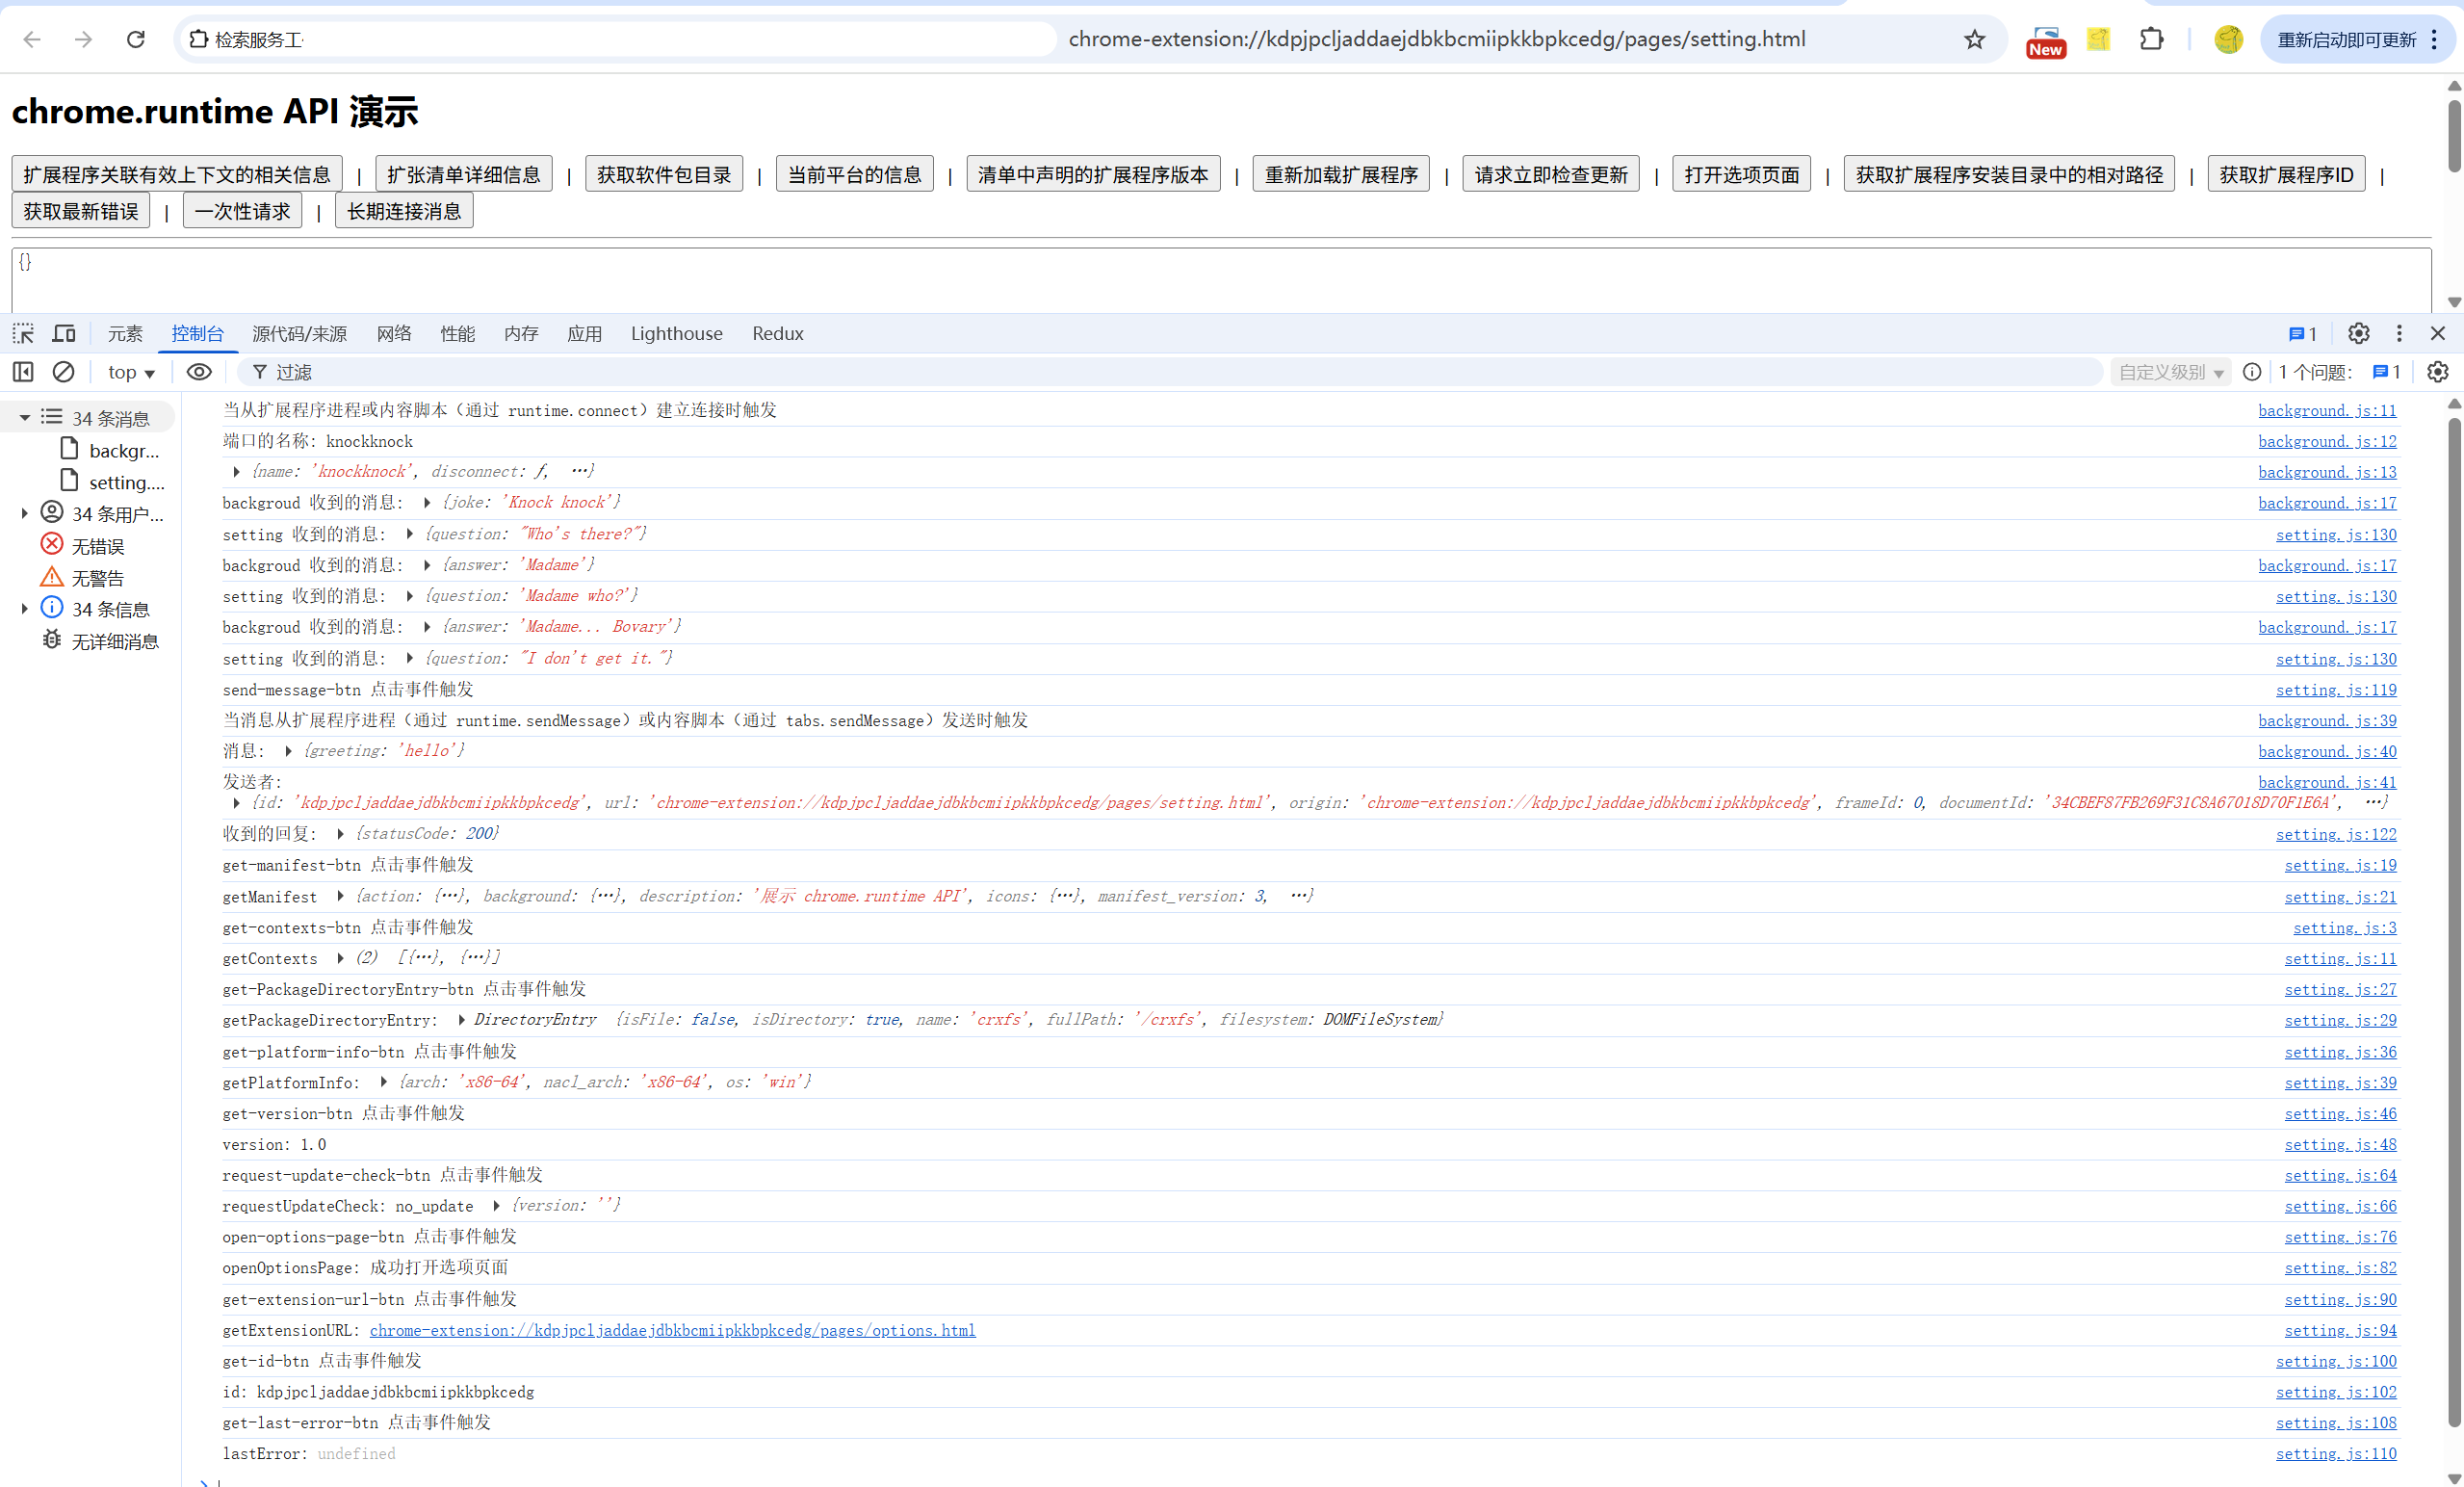 检索服务工
chrome-extension://kdpjpcljaddaejdbkbcmiipkkbpkcedg/pages/setting.html
New
重新启动即可更新
chrome.runtime API 演示
扩展程序关联有效上下文的相关信息 | 扩张清单详细信息 | 获取软件包目录 | 当前平台的信息 | 清单中声明的扩展程序版本 | 重新加载扩展程序 | 请求立即检查更新 | 打开选项页面 | 获取扩展程序安装目录中的相对路径 | 获取扩展程序ID |
获取最新错误 | 一次性请求 | 长期连接消息
{}
元素 控制台 源代码/来源 网络 性能 内存 应用 Lighthouse Redux 1
top 过滤 自定义级别 1 个问题: 1
34 条消息
backgr...
setting....
34 条用户...
无错误
无警告
34 条信息
无详细消息
当从扩展程序进程或内容脚本（通过 runtime.connect）建立连接时触发 background.js:11
端口的名称: knockknock background.js:12
{name: 'knockknock', disconnect: ƒ, …} background.js:13
backgroud 收到的消息: {joke: 'Knock knock'} background.js:17
setting 收到的消息: {question: "Who's there?"} setting.js:130
backgroud 收到的消息: {answer: 'Madame'} background.js:17
setting 收到的消息: {question: 'Madame who?'} setting.js:130
backgroud 收到的消息: {answer: 'Madame... Bovary'} background.js:17
setting 收到的消息: {question: "I don't get it."} setting.js:130
send-message-btn 点击事件触发 setting.js:119
当消息从扩展程序进程（通过 runtime.sendMessage）或内容脚本（通过 tabs.sendMessage）发送时触发 background.js:39
消息: {greeting: 'hello'} background.js:40
发送者: background.js:41
{id: 'kdpjpcljaddaejdbkbcmiipkkbpkcedg', url: 'chrome-extension://kdpjpcljaddaejdbkbcmiipkkbpkcedg/pages/setting.html', origin: 'chrome-extension://kdpjpcljaddaejdbkbcmiipkkbpkcedg', frameId: 0, documentId: '34CBEF87FB269F31C8A67018D70F1E6A', …}
收到的回复: {statusCode: 200} setting.js:122
get-manifest-btn 点击事件触发 setting.js:19
getManifest {action: {…}, background: {…}, description: '展示 chrome.runtime API', icons: {…}, manifest_version: 3, …} setting.js:21
get-contexts-btn 点击事件触发 setting.js:3
getContexts (2) [{…}, {…}] setting.js:11
get-PackageDirectoryEntry-btn 点击事件触发 setting.js:27
getPackageDirectoryEntry: DirectoryEntry {isFile: false, isDirectory: true, name: 'crxfs', fullPath: '/crxfs', filesystem: DOMFileSystem} setting.js:29
get-platform-info-btn 点击事件触发 setting.js:36
getPlatformInfo: {arch: 'x86-64', nacl_arch: 'x86-64', os: 'win'} setting.js:39
get-version-btn 点击事件触发 setting.js:46
version: 1.0 setting.js:48
request-update-check-btn 点击事件触发 setting.js:64
requestUpdateCheck: no_update {version: ''} setting.js:66
open-options-page-btn 点击事件触发 setting.js:76
openOptionsPage: 成功打开选项页面 setting.js:82
get-extension-url-btn 点击事件触发 setting.js:90
getExtensionURL: chrome-extension://kdpjpcljaddaejdbkbcmiipkkbpkcedg/pages/options.html setting.js:94
get-id-btn 点击事件触发 setting.js:100
id: kdpjpcljaddaejdbkbcmiipkkbpkcedg setting.js:102
get-last-error-btn 点击事件触发 setting.js:108
lastError: undefined setting.js:110